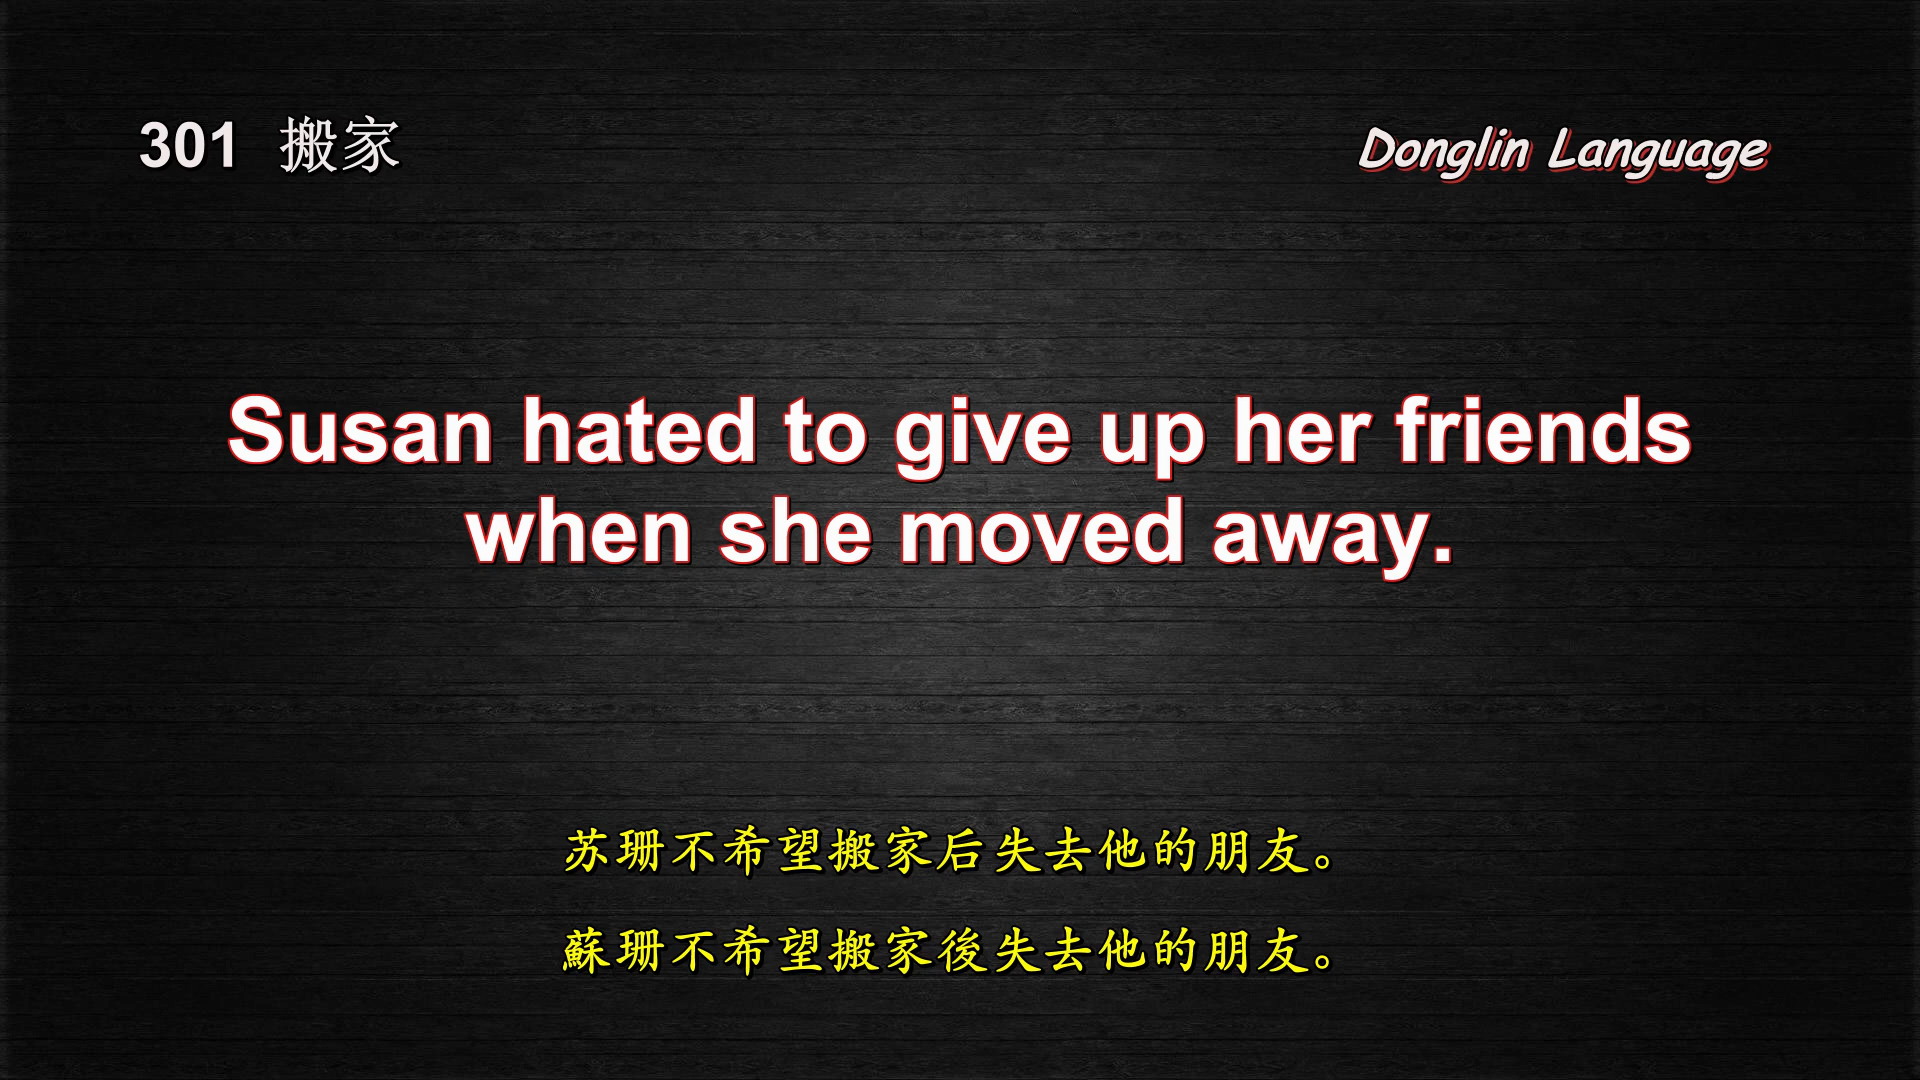 301 搬家
Donglin Language
Susan hated to give up her friends
when she moved away.
苏珊不希望搬家后失去他的朋友。
蘇珊不希望搬家後失去他的朋友。